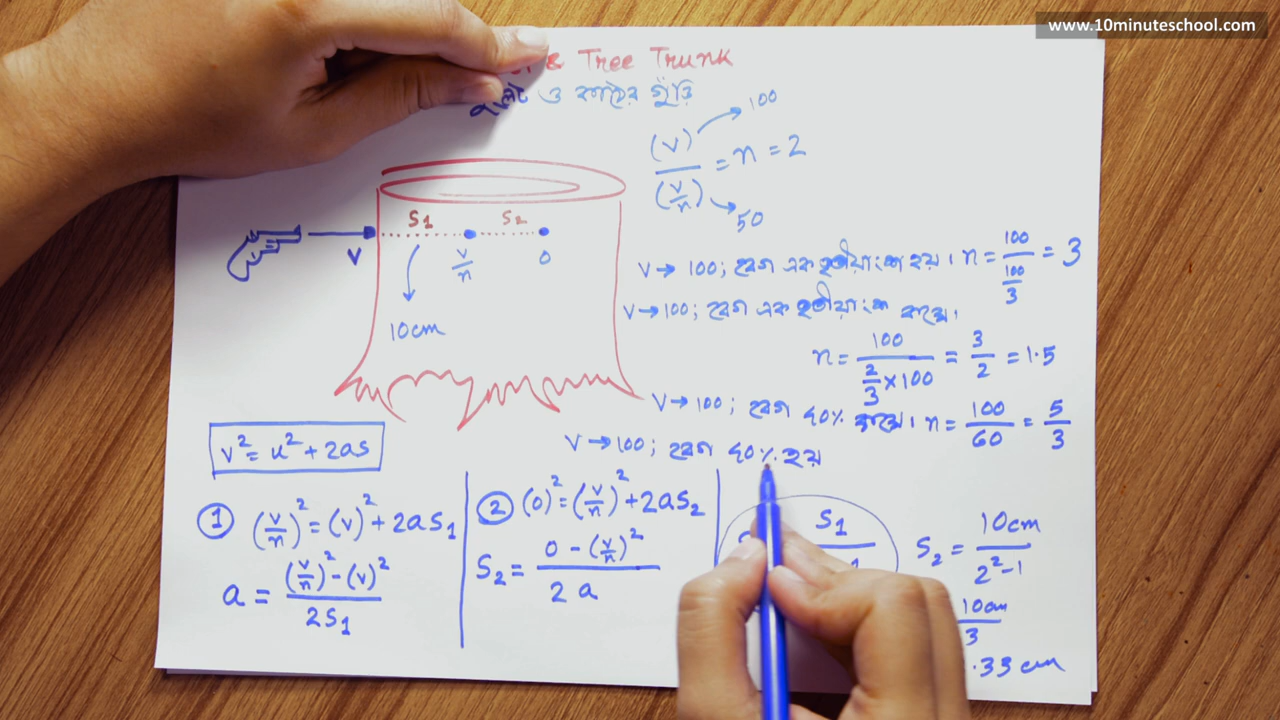 www.10minuteschool.com
Tree Trunk
ও কাঠের গুঁড়ি
(v) → 100
(v)/(v/n) = n = 2
(v/n) → 50
S1 S2
V v/n 0
10cm
V→100; বেগ এক তৃতীয়াংশ হয়। n = 100/(100/3) = 3
V→100; বেগ এক তৃতীয়াংশ কমে।
n = 100/(2/3×100) = 3/2 = 1.5
V→100; বেগ ৪০% কমে। n = 100/60 = 5/3
V→100; বেগ ৪০% হয়
v² = u² + 2as
① (v/n)² = (v)² + 2aS1
a = ((v/n)² - (v)²)/2S1
② (0)² = (v/n)² + 2aS2
S2 = (0 - (v/n)²)/2a
S1
S2 = 10cm/(2²-1)
10cm/3
.33 cm